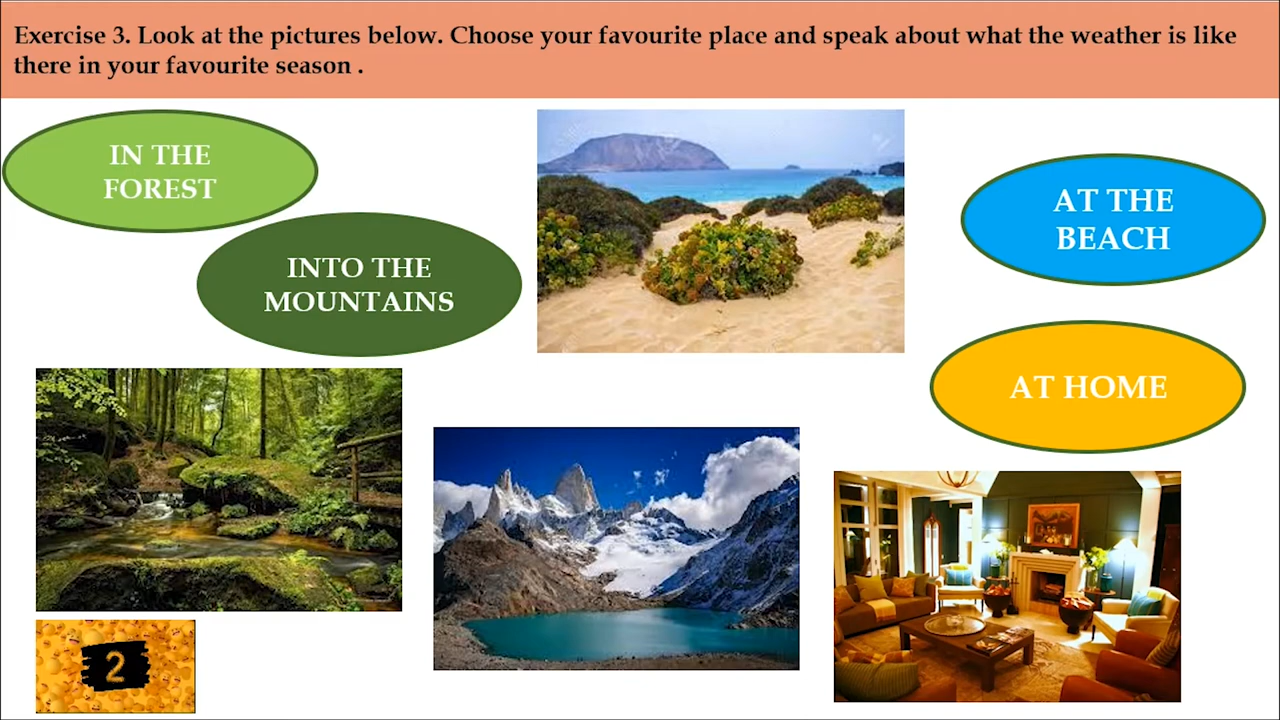 Exercise 3. Look at the pictures below. Choose your favourite place and speak about what the weather is like
there in your favourite season .
IN THE
FOREST
INTO THE
MOUNTAINS
AT THE
BEACH
AT HOME
2